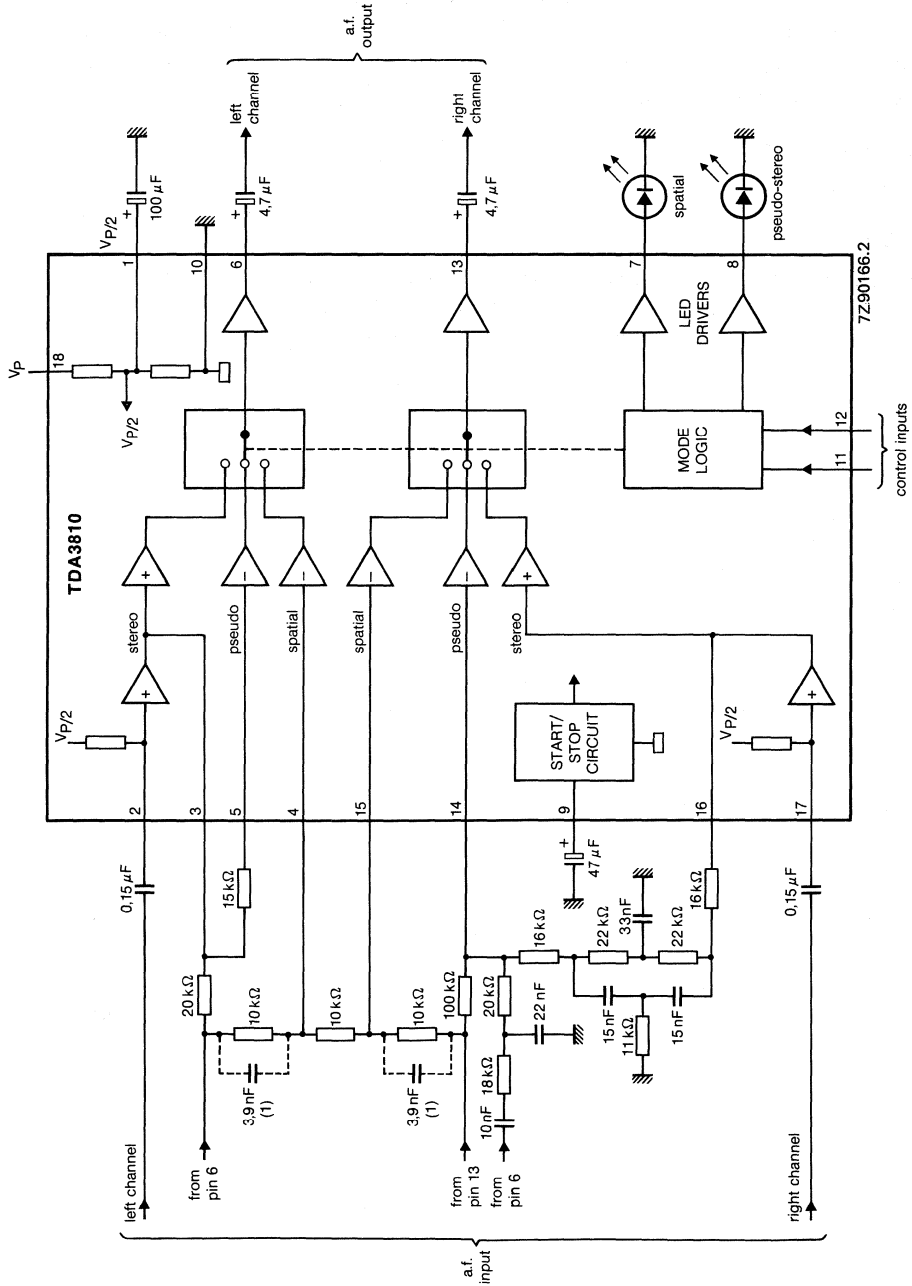 TDA3810
a.f.
input
left channel
right channel
0,15 μF
2
V_P/2
stereo
from
pin 6
20 kΩ
3
15 kΩ
5
pseudo
10 kΩ
3,9 nF
(1)
4
spatial
10 kΩ
15
spatial
10 kΩ
3,9 nF
(1)
from
pin 13
100 kΩ
14
pseudo
stereo
from
pin 6
10 nF
18 kΩ
20 kΩ
22 nF
16 kΩ
22 kΩ
33 nF
22 kΩ
15 nF
11 kΩ
15 nF
16 kΩ
16
+
47 μF
9
START/
STOP
CIRCUIT
0,15 μF
17
V_P/2
+
+
−
−
−
−
+
+
V_P
18
V_P/2
V_P/2
1
+
100 μF
10
6
+
4,7 μF
left
channel
13
+
4,7 μF
right
channel
a.f.
output
MODE
LOGIC
LED
DRIVERS
7
spatial
8
pseudo-stereo
11
12
control inputs
7Z90166.2